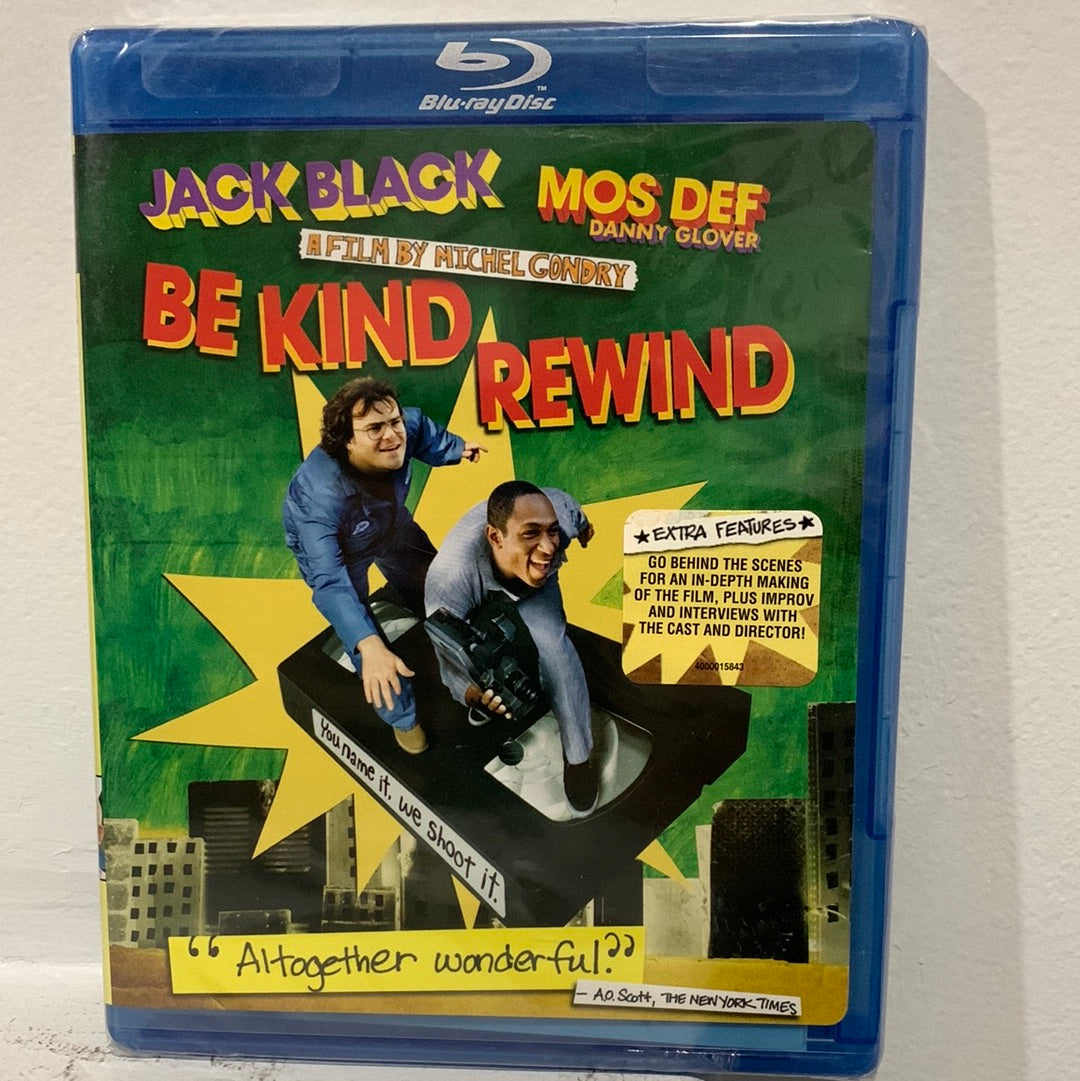 Blu-ray Disc™
JACK BLACK
MOS DEF
DANNY GLOVER
A FILM BY MICHEL GONDRY
BE KIND
REWIND
★EXTRA FEATURES★
GO BEHIND THE SCENES
FOR AN IN-DEPTH MAKING
OF THE FILM, PLUS IMPROV
AND INTERVIEWS WITH
THE CAST AND DIRECTOR!
4000015843
You name it, we shoot it.
“Altogether wonderful.”
– A.O. Scott, THE NEW YORK TIMES